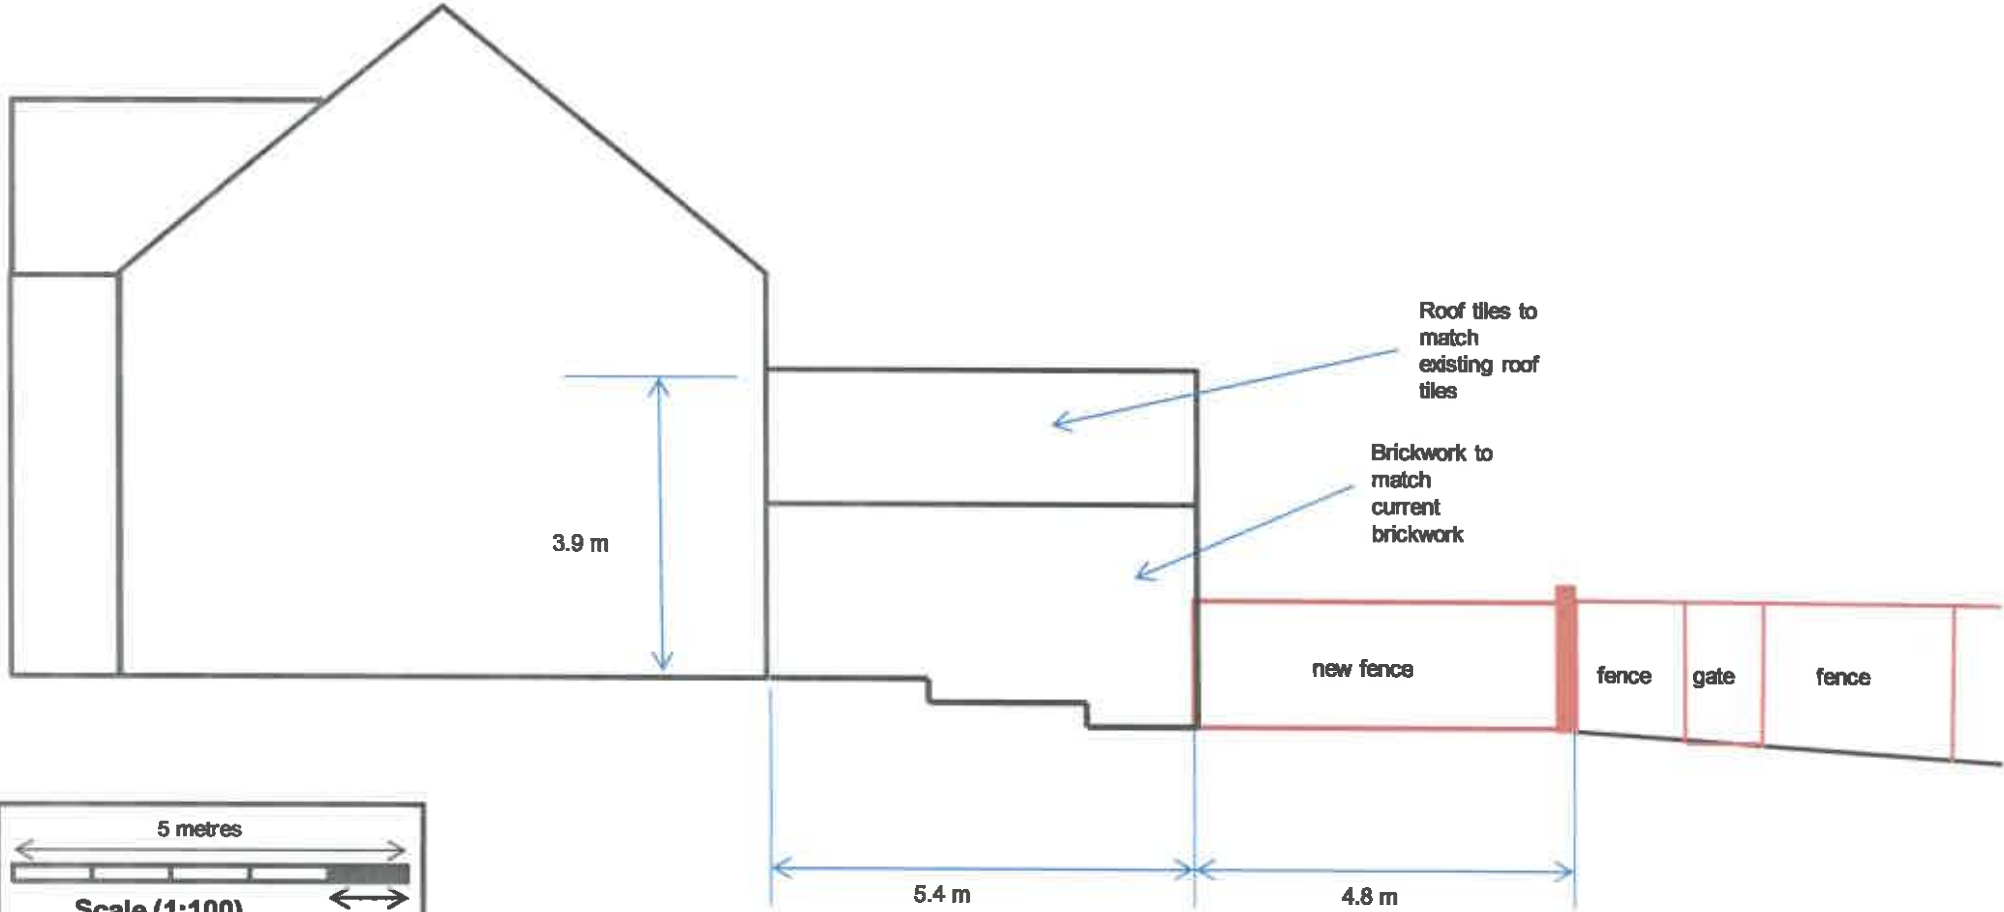 Roof tiles to
match
existing roof
tiles
Brickwork to
match
current
brickwork
3.9 m
new fence
fence
gate
fence
5 metres
Scale (1:100)
5.4 m
4.8 m